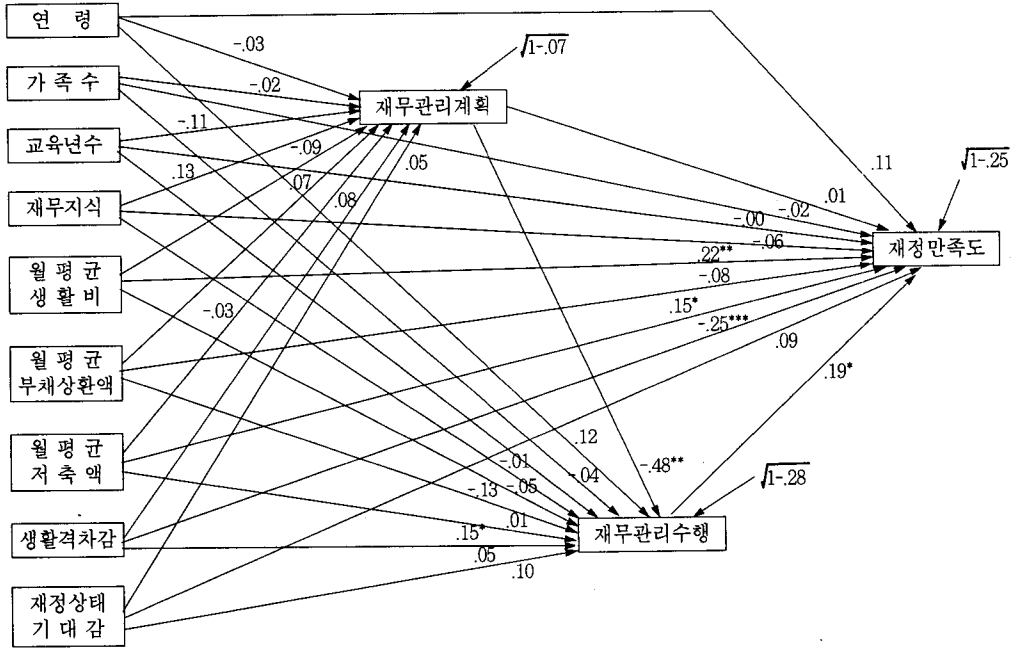 연 령
가 족 수
교육년수
재무지식
월 평 균
생 활 비
월 평 균
부채상환액
월 평 균
저 축 액
생활격차감
재정상태
기 대 감
재무관리계획
재정만족도
재무관리수행
√1-.07
√1-.25
√1-.28
-.03
-.02
-.11
.13
-.09
.07
-.03
.08
.05
.11
.01
-.02
-.00
-.06
.22**
-.08
.15*
-.25***
.09
.19*
.12
-.04
-.01
-.05
-.13
.01
.15*
.05
.10
-.48**